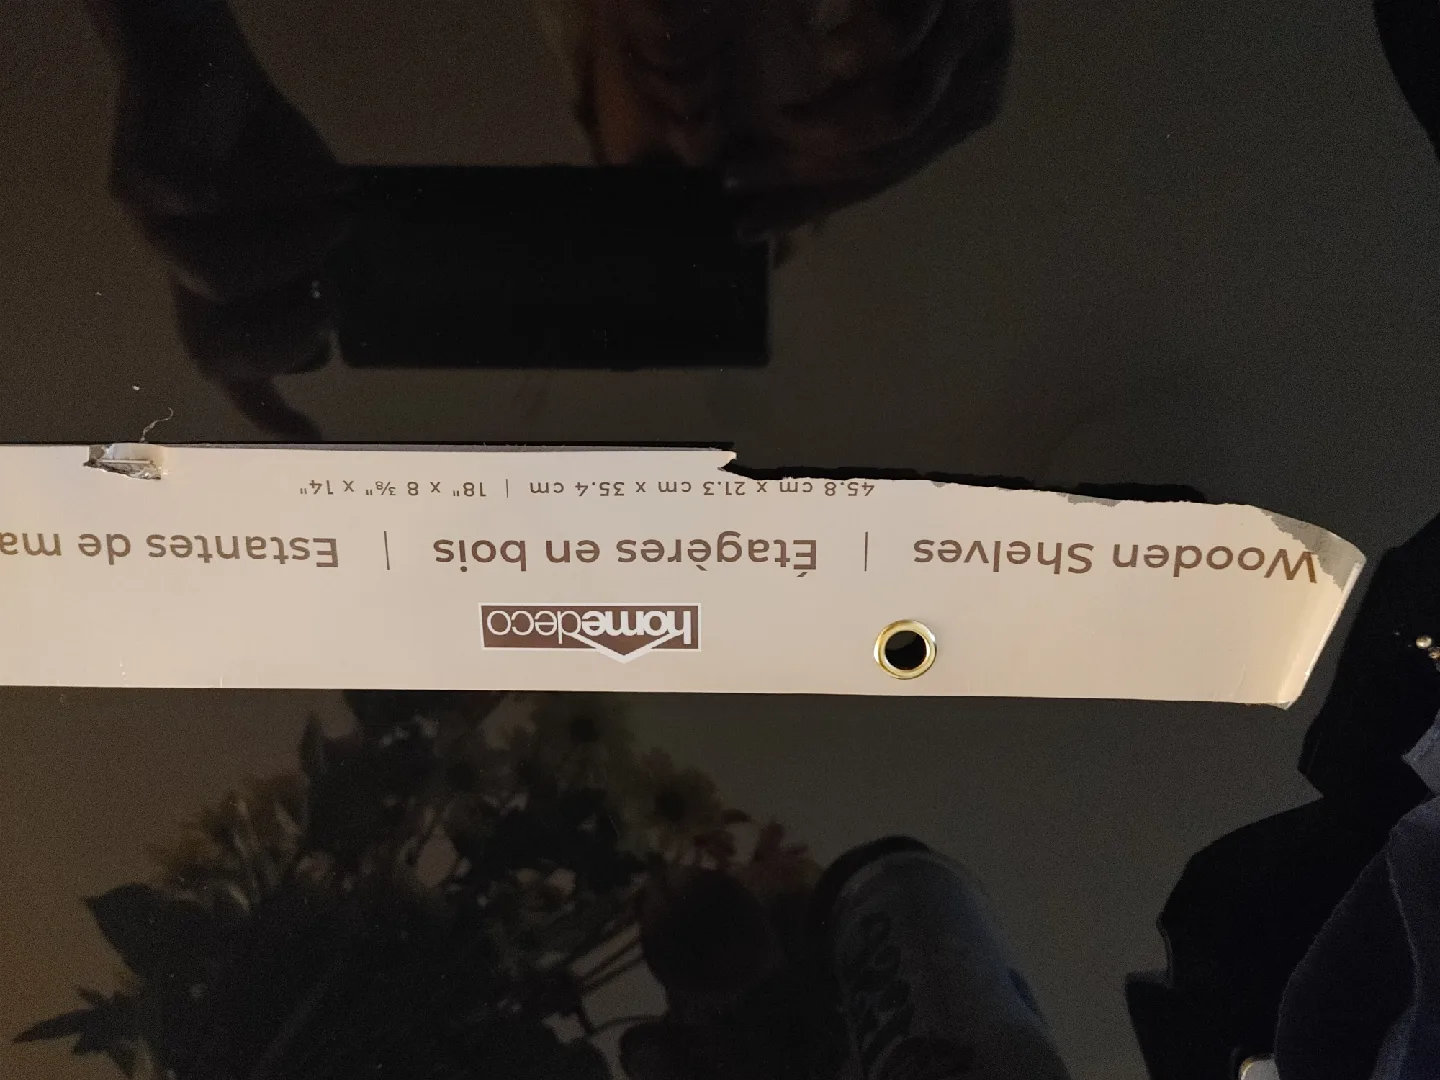 homedeco
Wooden Shelves | Étagères en bois | Estantes de ma
45.8 cm x 21.3 cm x 35.4 cm | 18" x 8 ⅜" x 14"